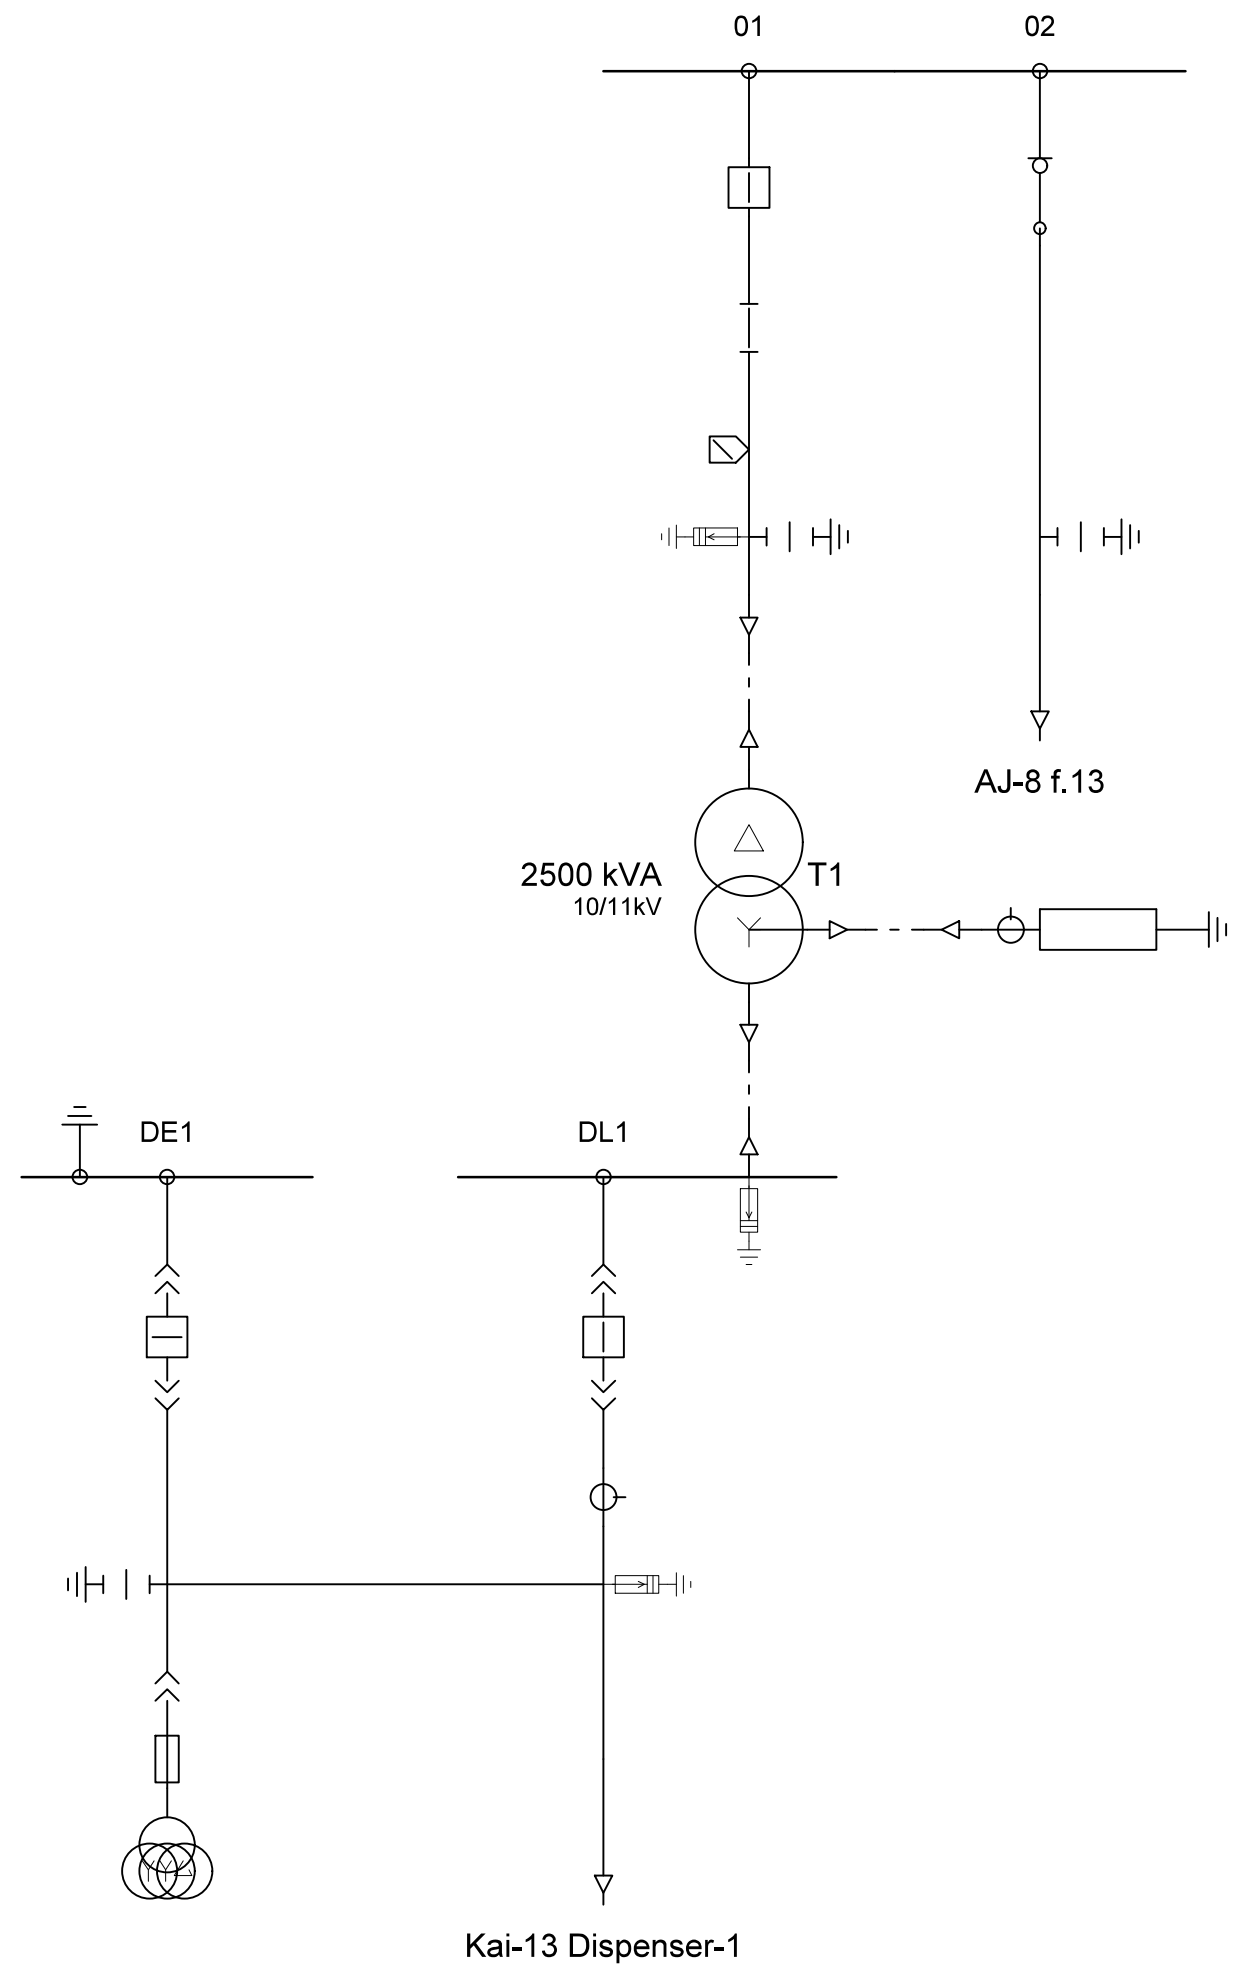 01
02
AJ-8 f.13
2500 kVA
T1
10/11kV
DE1
DL1
Kai-13 Dispenser-1